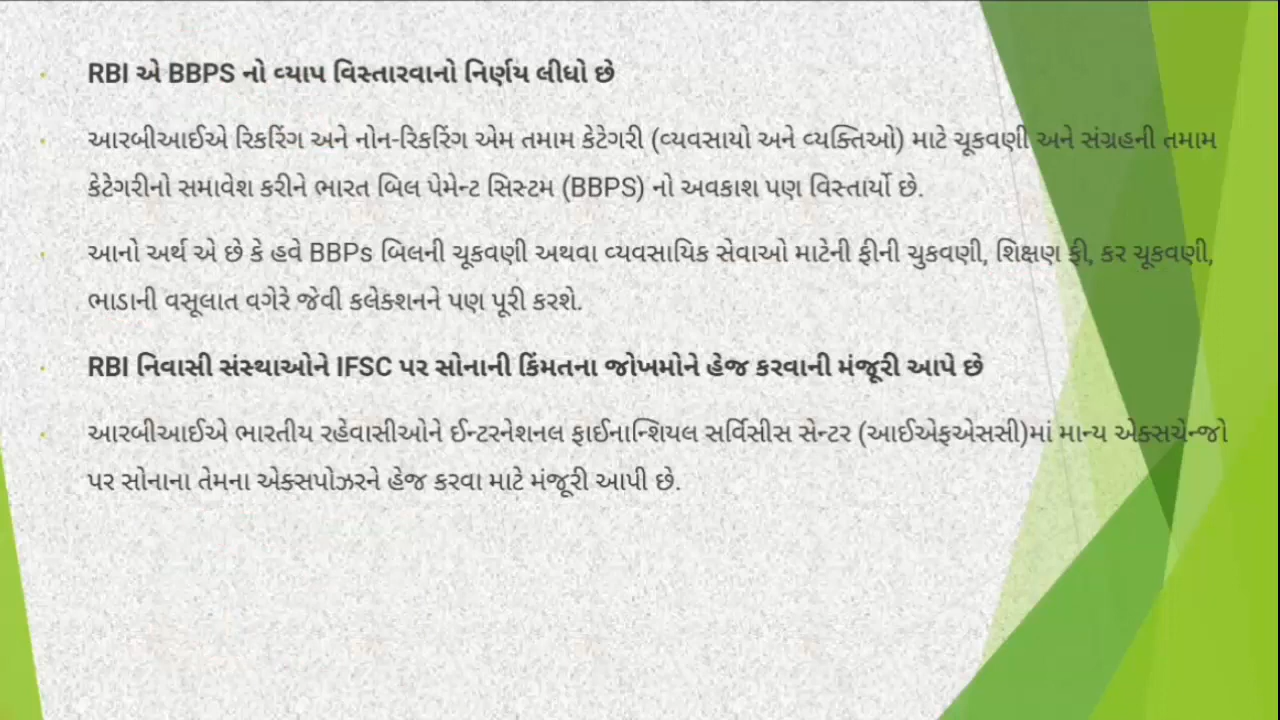 RBI એ BBPS નો વ્યાપ વિસ્તારવાનો નિર્ણય લીધો છે
આરબીઆઈએ રિકરિંગ અને નોન-રિકરિંગ એમ તમામ કેટેગરી (વ્યવસાયો અને વ્યક્તિઓ) માટે ચૂકવણી અને સંગ્રહની તમામ
કેટેગરીનો સમાવેશ કરીને ભારત બિલ પેમેન્ટ સિસ્ટમ (BBPS) નો અવકાશ પણ વિસ્તાર્યો છે.
આનો અર્થ એ છે કે હવે BBPs બિલની ચૂકવણી અથવા વ્યવસાયિક સેવાઓ માટેની ફીની ચુકવણી, શિક્ષણ ફી, કર ચૂકવણી,
ભાડાની વસૂલાત વગેરે જેવી કલેક્શનને પણ પૂરી કરશે.
RBI નિવાસી સંસ્થાઓને IFSC પર સોનાની કિંમતના જોખમોને હેજ કરવાની મંજૂરી આપે છે
આરબીઆઈએ ભારતીય રહેવાસીઓને ઈન્ટરનેશનલ ફાઈનાન્શિયલ સર્વિસીસ સેન્ટર (આઈએફએસસી)માં માન્ય એક્સચેન્જો
પર સોનાના તેમના એક્સપોઝરને હેજ કરવા માટે મંજૂરી આપી છે.